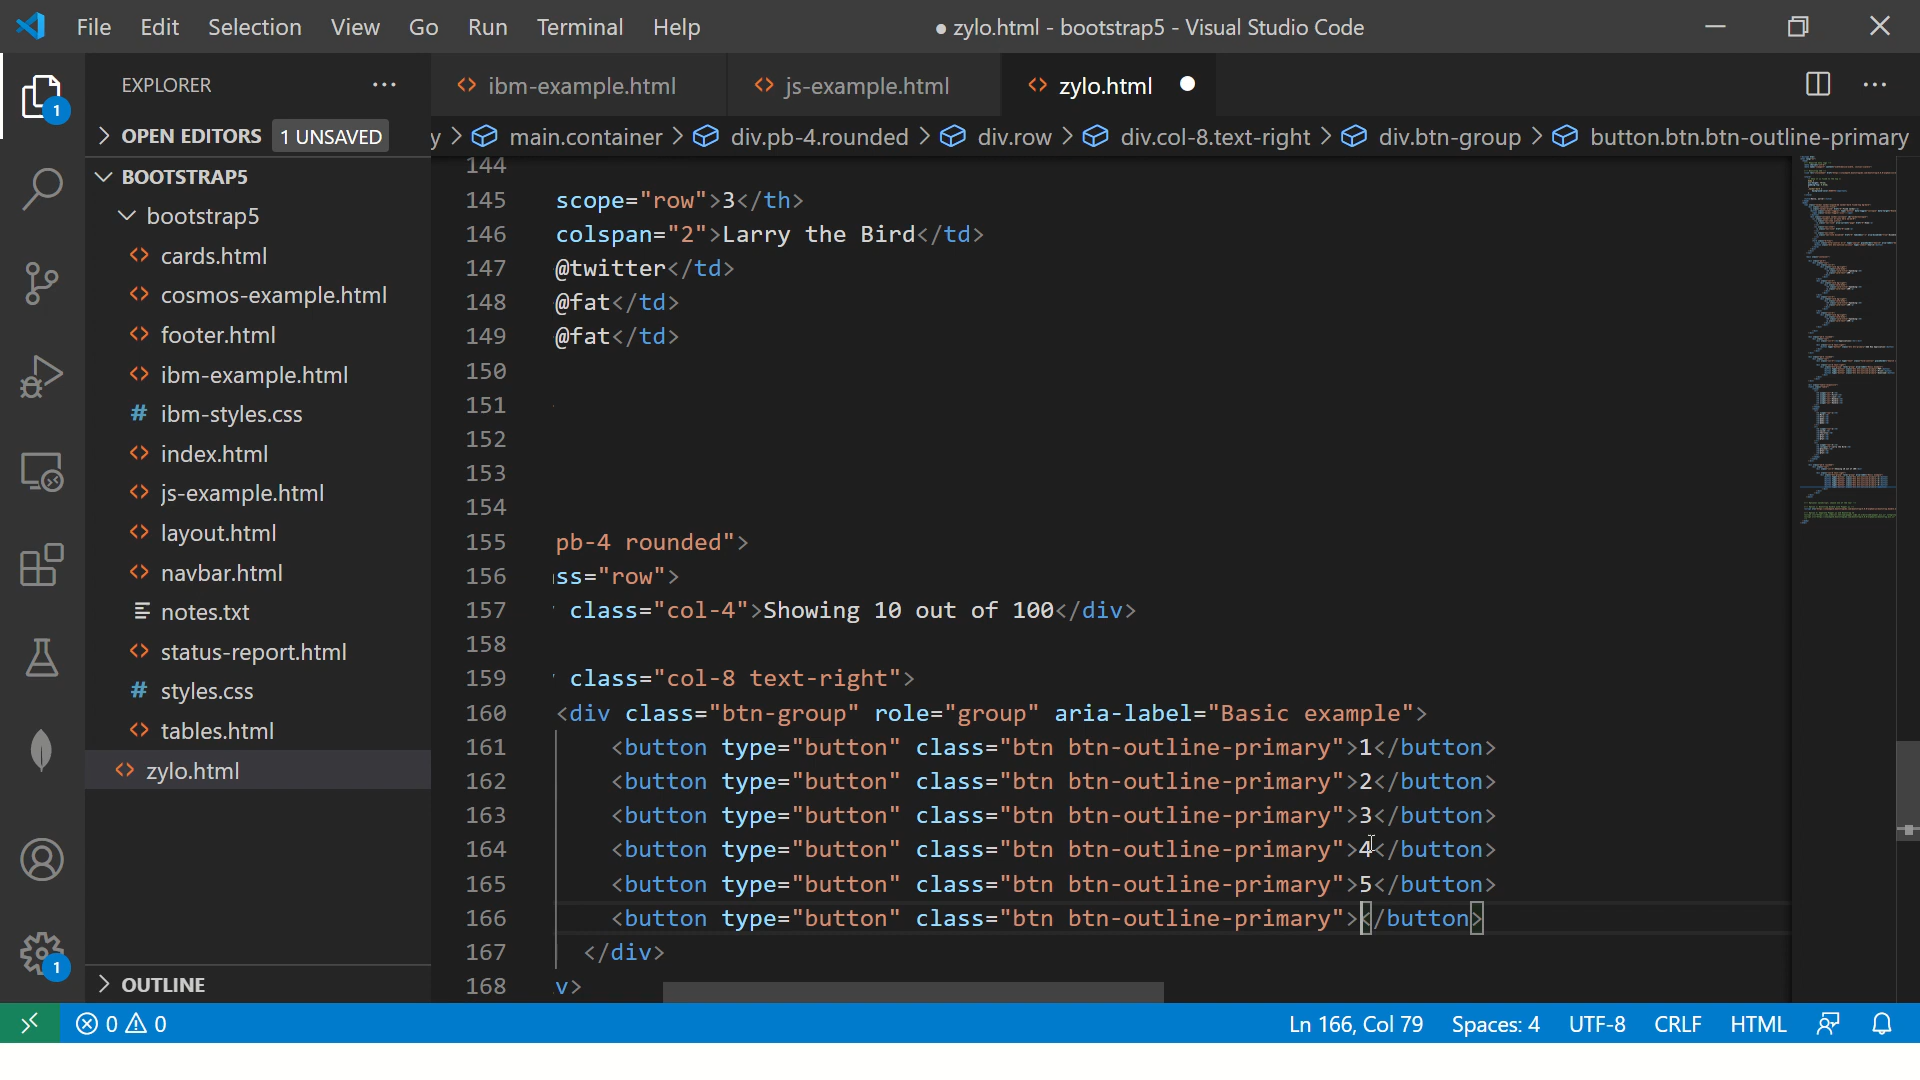 File Edit Selection View Go Run Terminal Help
● zylo.html - bootstrap5 - Visual Studio Code
EXPLORER
OPEN EDITORS 1 UNSAVED
BOOTSTRAP5
bootstrap5
cards.html
cosmos-example.html
footer.html
ibm-example.html
# ibm-styles.css
index.html
js-example.html
layout.html
navbar.html
notes.txt
status-report.html
# styles.css
tables.html
zylo.html
OUTLINE
1
1
ibm-example.html js-example.html zylo.html
y > main.container > div.pb-4.rounded > div.row > div.col-8.text-right > div.btn-group > button.btn.btn-outline-primary
144
145 scope="row">3</th>
146 colspan="2">Larry the Bird</td>
147 @twitter</td>
148 @fat</td>
149 @fat</td>
150
151
152
153
154
155 pb-4 rounded">
156 ss="row">
157 class="col-4">Showing 10 out of 100</div>
158
159 class="col-8 text-right">
160 <div class="btn-group" role="group" aria-label="Basic example">
161 <button type="button" class="btn btn-outline-primary">1</button>
162 <button type="button" class="btn btn-outline-primary">2</button>
163 <button type="button" class="btn btn-outline-primary">3</button>
164 <button type="button" class="btn btn-outline-primary">4</button>
165 <button type="button" class="btn btn-outline-primary">5</button>
166 <button type="button" class="btn btn-outline-primary"></button>
167 </div>
168 v>
0 0 Ln 166, Col 79 Spaces: 4 UTF-8 CRLF HTML